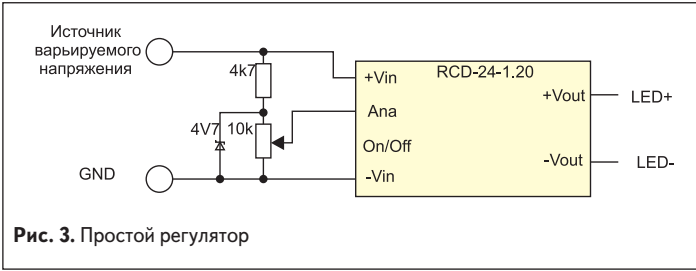 Источник
варьируемого
напряжения
4k7
4V7
10k
GND
RCD-24-1.20
+Vin
Ana
On/Off
-Vin
+Vout
-Vout
LED+
LED-
Рис. 3. Простой регулятор